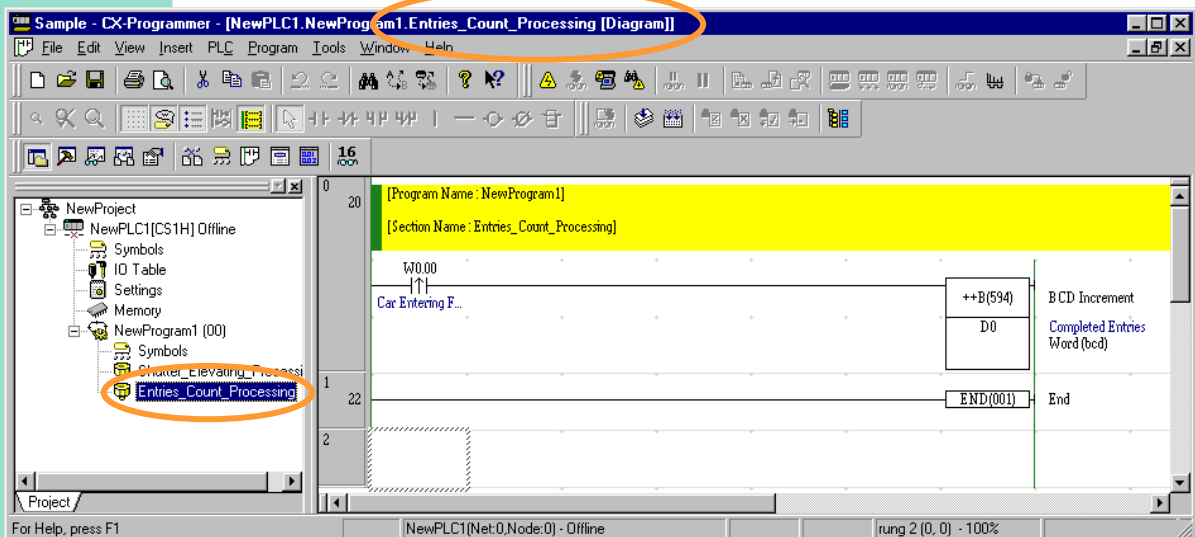 Sample - CX-Programmer - [NewPLC1.NewProgram1.Entries_Count_Processing [Diagram]]
File Edit View Insert PLC Program Tools Window Help
16
NewProject
NewPLC1[CS1H] Offline
Symbols
IO Table
Settings
Memory
NewProgram1 (00)
Symbols
Shutter_Elevating_Processi
Entries_Count_Processing
Project
0
20
[Program Name : NewProgram1]
[Section Name : Entries_Count_Processing]
W0.00
Car Entering F...
++B(594)
BCD Increment
D0
Completed Entries
Word (bcd)
1
22
END(001)
End
2
For Help, press F1
NewPLC1(Net:0,Node:0) - Offline
rung 2 (0, 0) - 100%